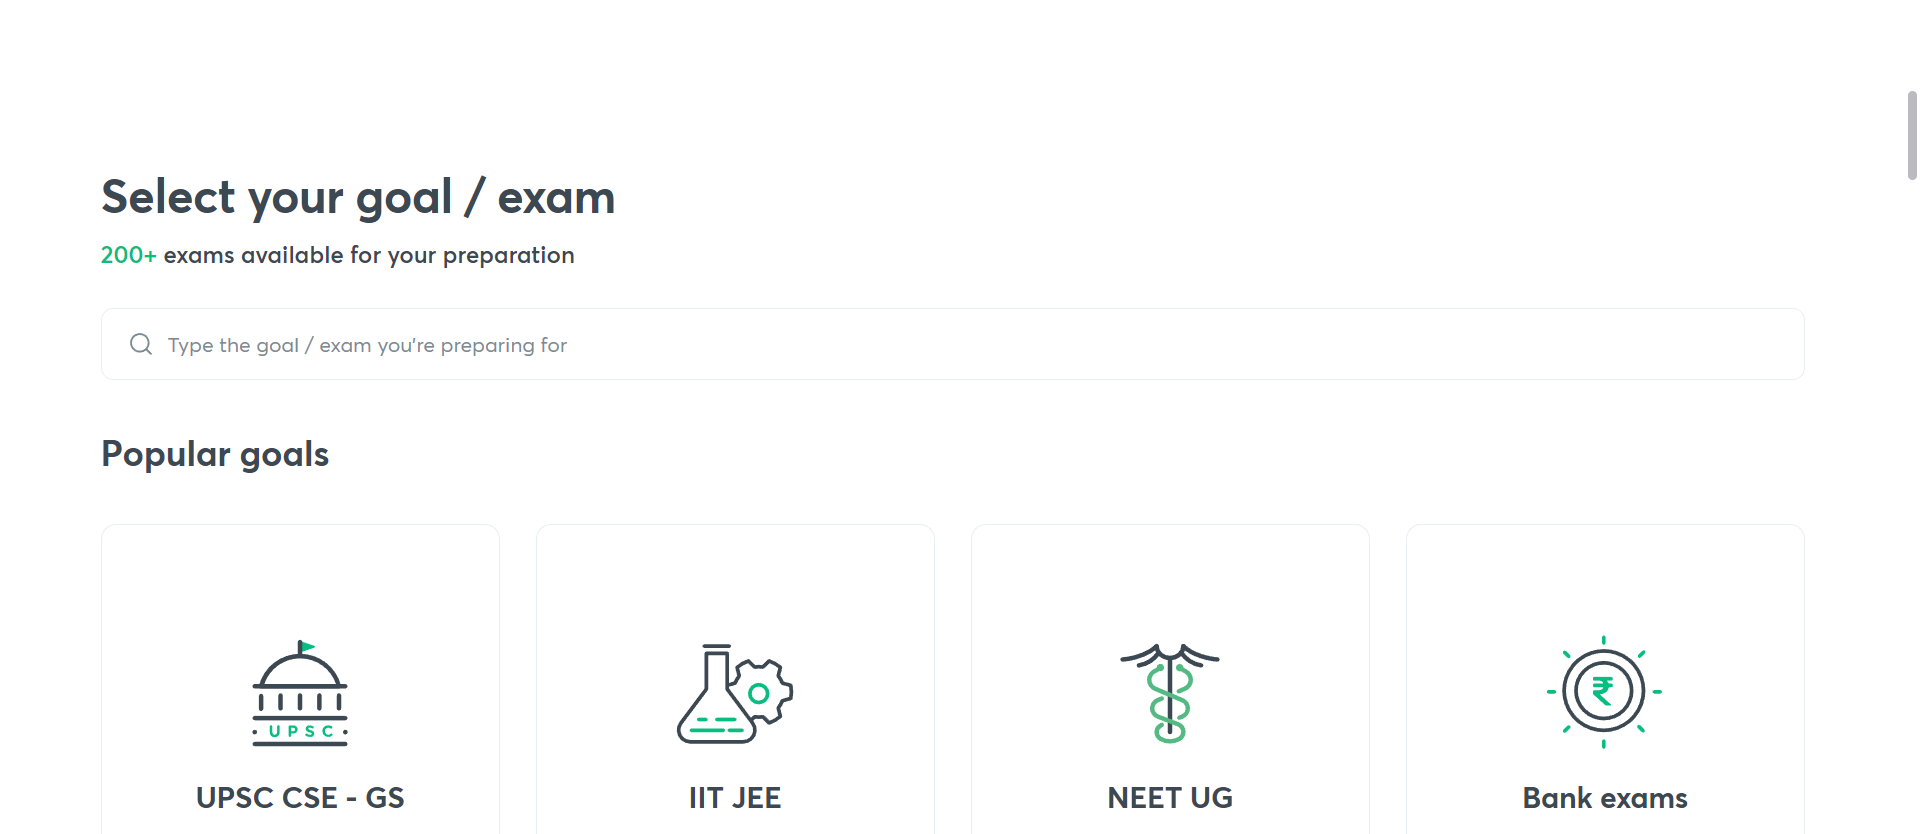 Select your goal / exam
200+ exams available for your preparation
Type the goal / exam you're preparing for
Popular goals
UPSC
₹
UPSC CSE - GS
IIT JEE
NEET UG
Bank exams